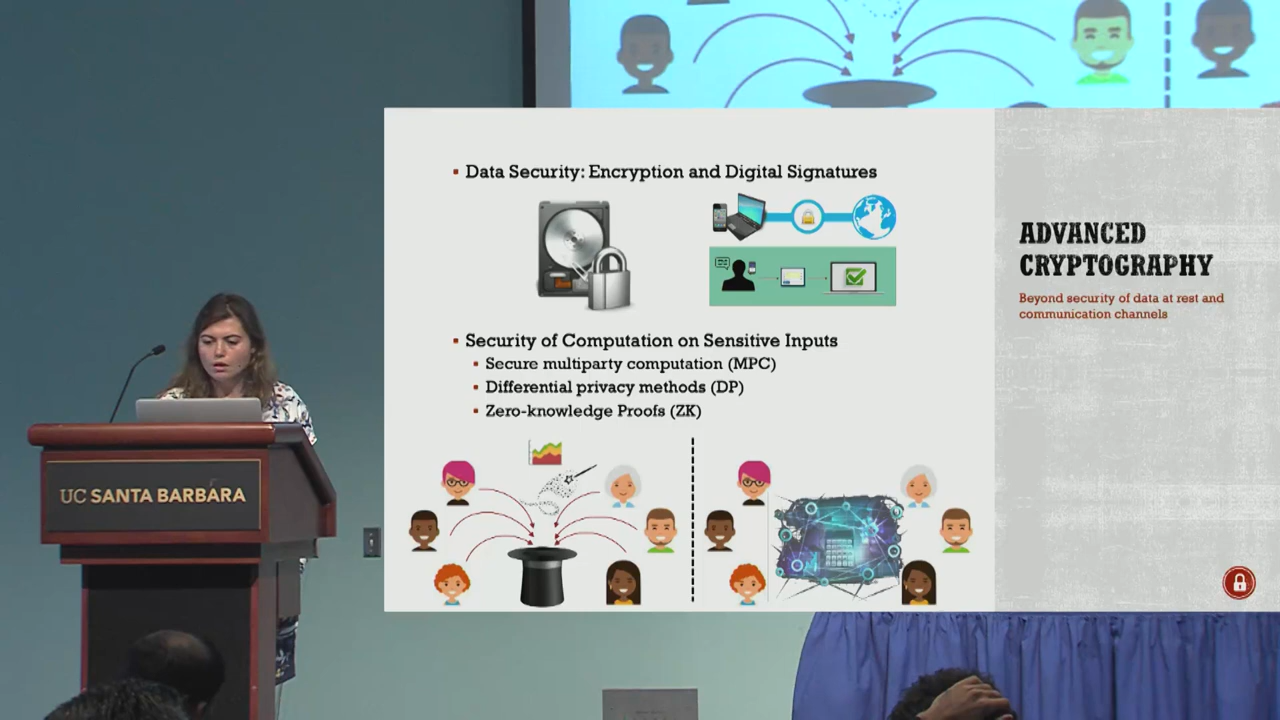 Data Security: Encryption and Digital Signatures
Security of Computation on Sensitive Inputs
Secure multiparty computation (MPC)
Differential privacy methods (DP)
Zero-knowledge Proofs (ZK)
ADVANCED
CRYPTOGRAPHY
Beyond security of data at rest and
communication channels
UC SANTA BARBARA